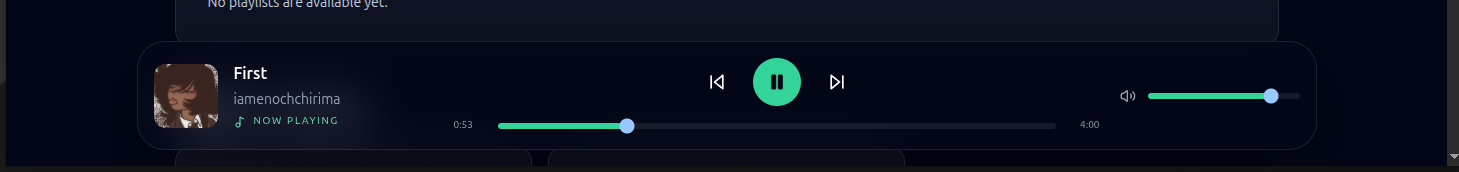 No playlists are available yet.
First
iamenochchirima
NOW PLAYING
0:53
4:00